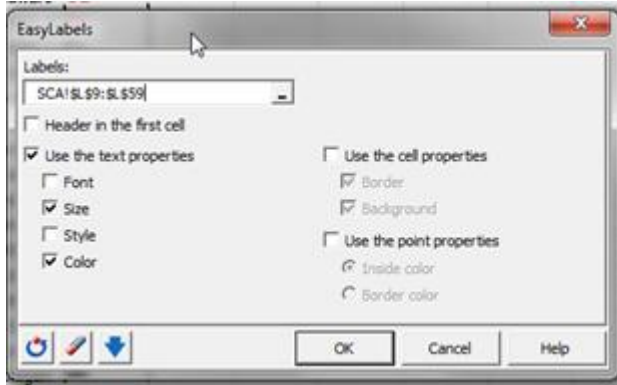 EasyLabels
Labels:
SCA!$L$9:$L$59
Header in the first cell
Use the text properties
Font
Size
Style
Color
Use the cell properties
Border
Background
Use the point properties
Inside color
Border color
OK Cancel Help